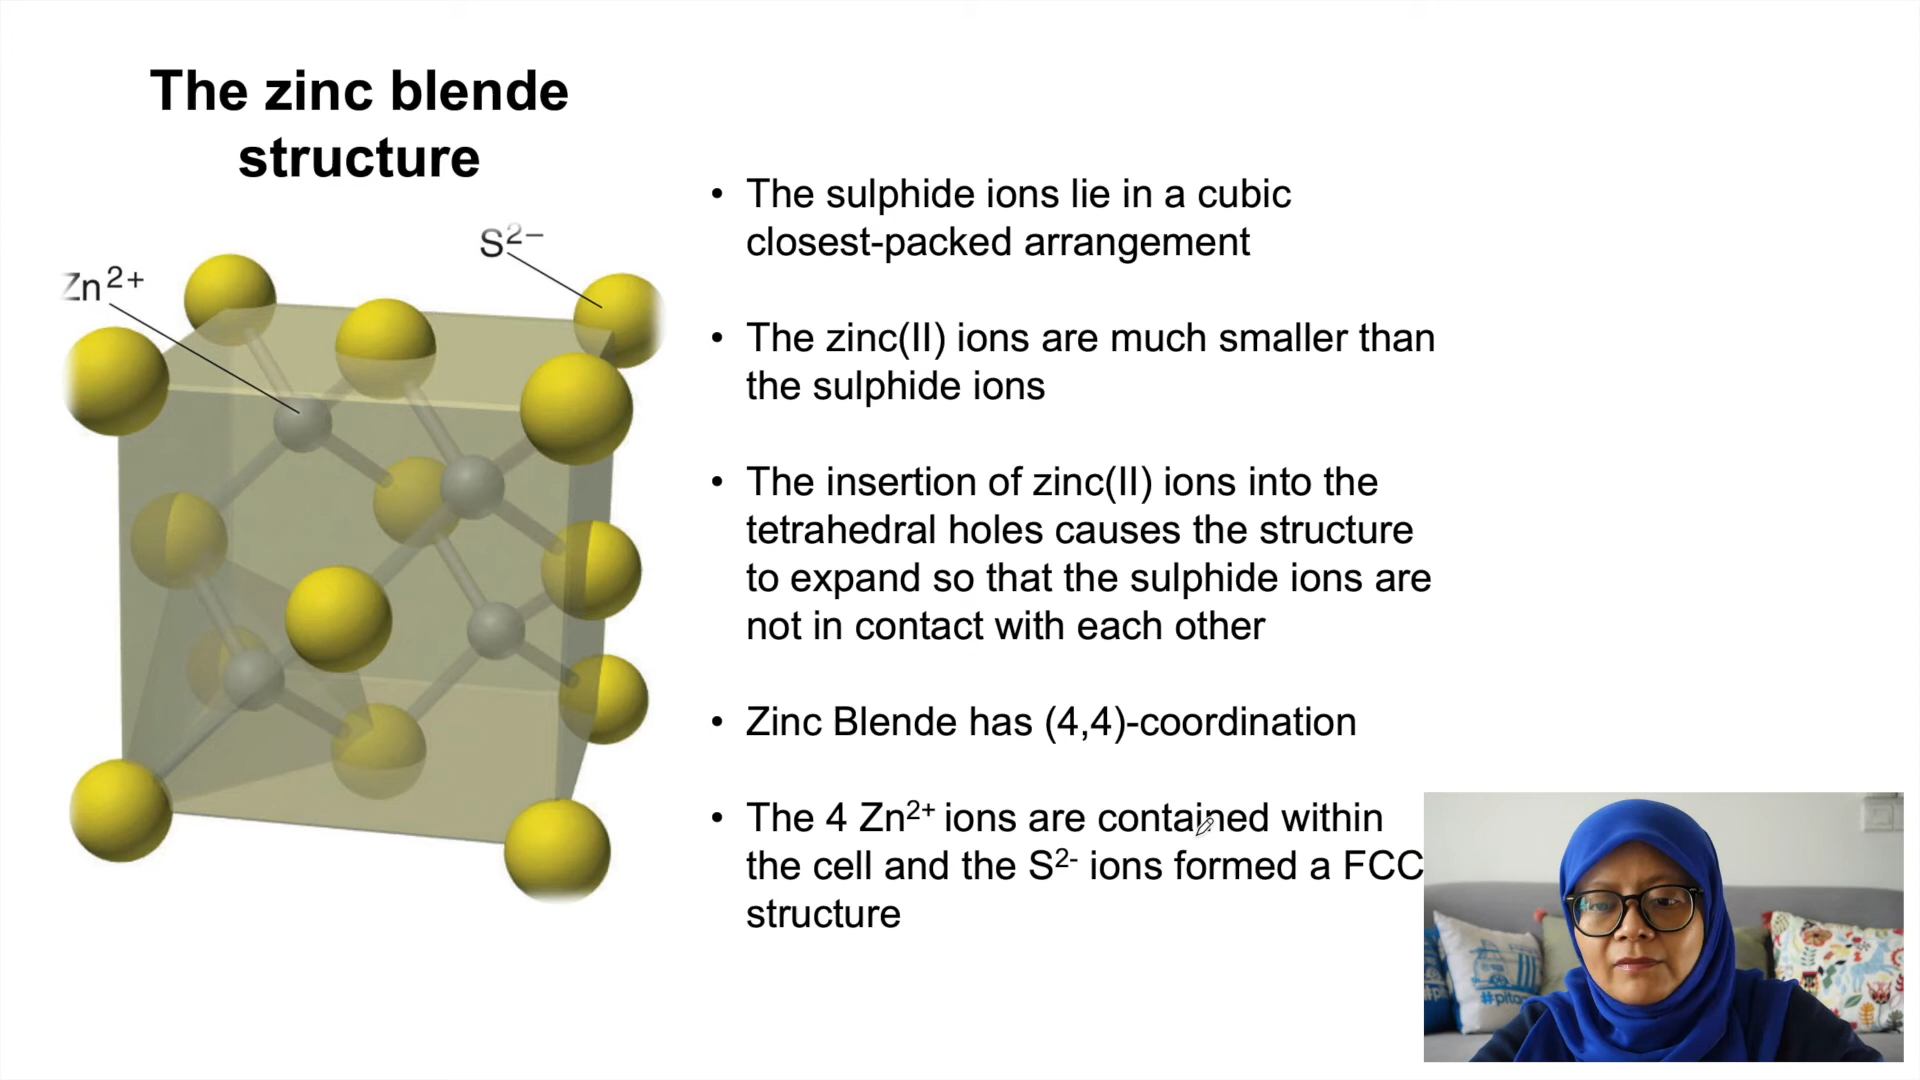 The zinc blende
structure
S²⁻
Zn²⁺
• The sulphide ions lie in a cubic
closest-packed arrangement
• The zinc(II) ions are much smaller than
the sulphide ions
• The insertion of zinc(II) ions into the
tetrahedral holes causes the structure
to expand so that the sulphide ions are
not in contact with each other
• Zinc Blende has (4,4)-coordination
• The 4 Zn²⁺ ions are contained within
the cell and the S²⁻ ions formed a FCC
structure